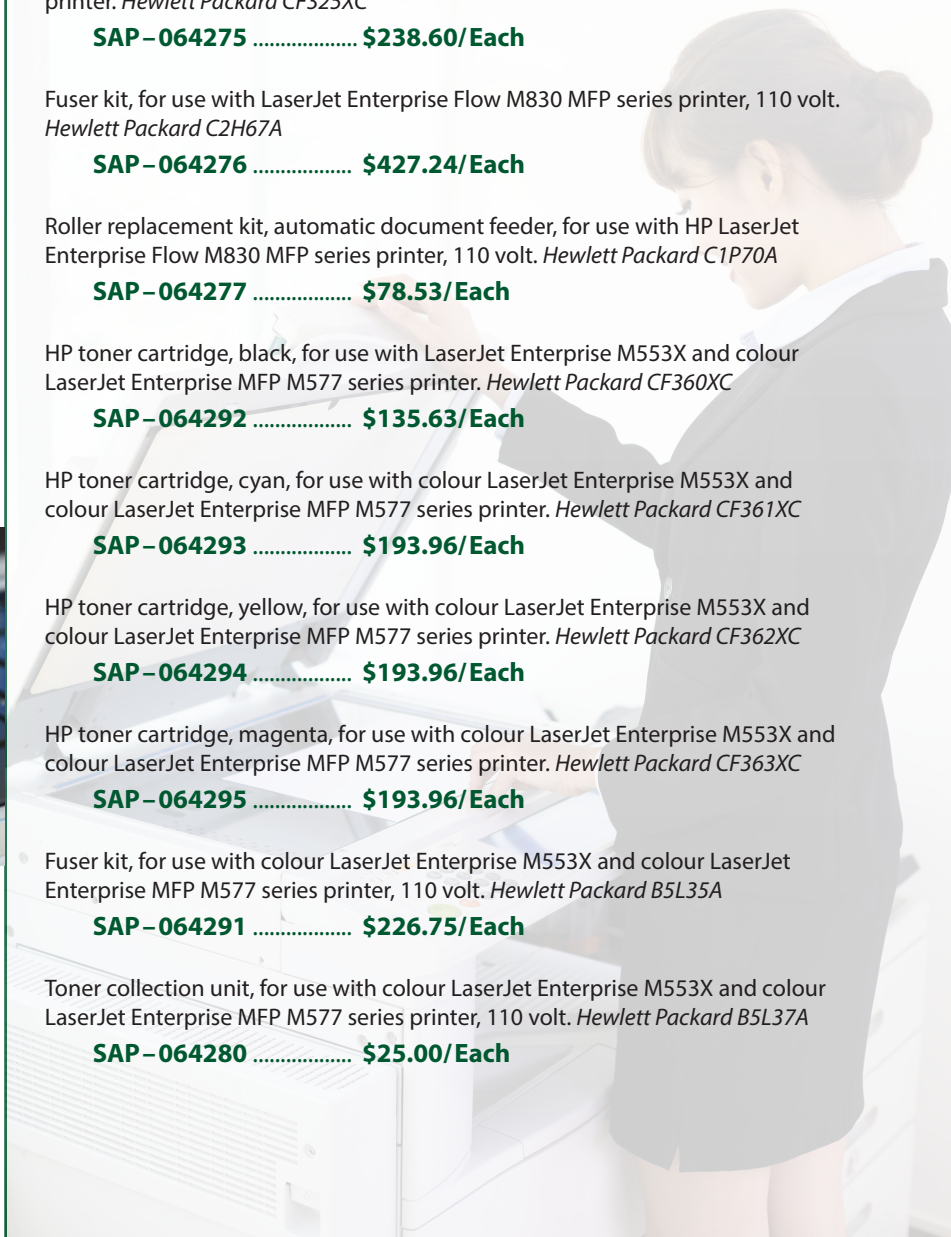 printer. Hewlett Packard CF325XC
SAP–064275 ................... $238.60/Each
Fuser kit, for use with LaserJet Enterprise Flow M830 MFP series printer, 110 volt.
Hewlett Packard C2H67A
SAP–064276 .................. $427.24/Each
Roller replacement kit, automatic document feeder, for use with HP LaserJet
Enterprise Flow M830 MFP series printer, 110 volt. Hewlett Packard C1P70A
SAP–064277 .................. $78.53/Each
HP toner cartridge, black, for use with LaserJet Enterprise M553X and colour
LaserJet Enterprise MFP M577 series printer. Hewlett Packard CF360XC
SAP–064292 .................. $135.63/Each
HP toner cartridge, cyan, for use with colour LaserJet Enterprise M553X and
colour LaserJet Enterprise MFP M577 series printer. Hewlett Packard CF361XC
SAP–064293 .................. $193.96/Each
HP toner cartridge, yellow, for use with colour LaserJet Enterprise M553X and
colour LaserJet Enterprise MFP M577 series printer. Hewlett Packard CF362XC
SAP–064294 .................. $193.96/Each
HP toner cartridge, magenta, for use with colour LaserJet Enterprise M553X and
colour LaserJet Enterprise MFP M577 series printer. Hewlett Packard CF363XC
SAP–064295 .................. $193.96/Each
Fuser kit, for use with colour LaserJet Enterprise M553X and colour LaserJet
Enterprise MFP M577 series printer, 110 volt. Hewlett Packard B5L35A
SAP–064291 .................. $226.75/Each
Toner collection unit, for use with colour LaserJet Enterprise M553X and colour
LaserJet Enterprise MFP M577 series printer, 110 volt. Hewlett Packard B5L37A
SAP–064280 .................. $25.00/Each